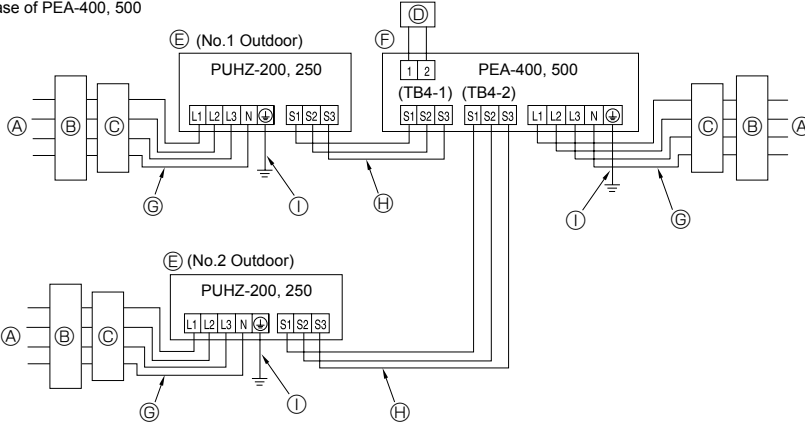 ase of PEA-400, 500
Ⓓ
Ⓔ (No.1 Outdoor)
Ⓕ
PUHZ-200, 250
1 2
PEA-400, 500
(TB4-1) (TB4-2)
L1 L2 L3 N ⏚ S1 S2 S3
S1 S2 S3 S1 S2 S3 L1 L2 L3 N ⏚
Ⓐ Ⓑ Ⓒ
Ⓒ Ⓑ Ⓐ
Ⓖ Ⓘ Ⓗ
Ⓘ Ⓖ
Ⓔ (No.2 Outdoor)
PUHZ-200, 250
L1 L2 L3 N ⏚ S1 S2 S3
Ⓐ Ⓑ Ⓒ
Ⓖ Ⓘ Ⓗ